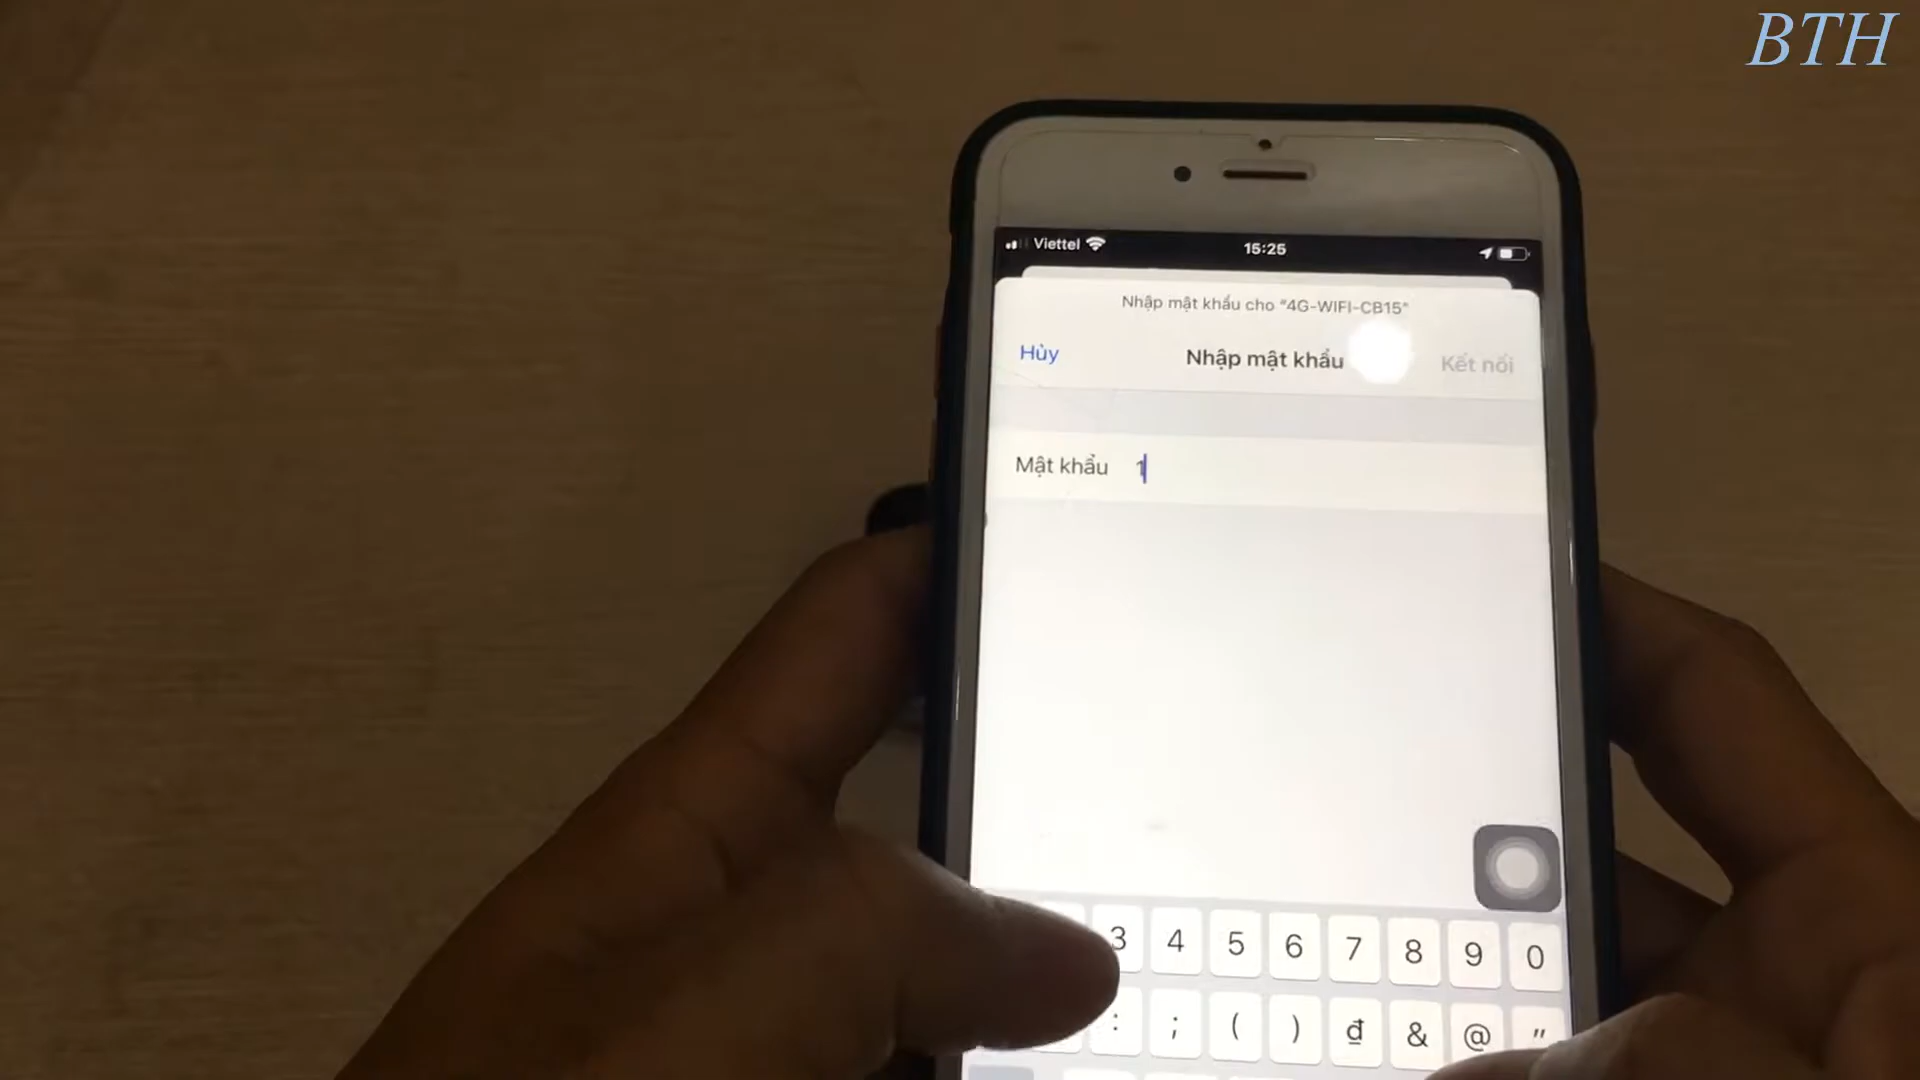 BTH
Viettel 15:25
Nhập mật khẩu cho "4G-WIFI-CB15"
Hủy Nhập mật khẩu Kết nối
Mật khẩu 1
3 4 5 6 7 8 9 0
: ; ( ) đ & @ "